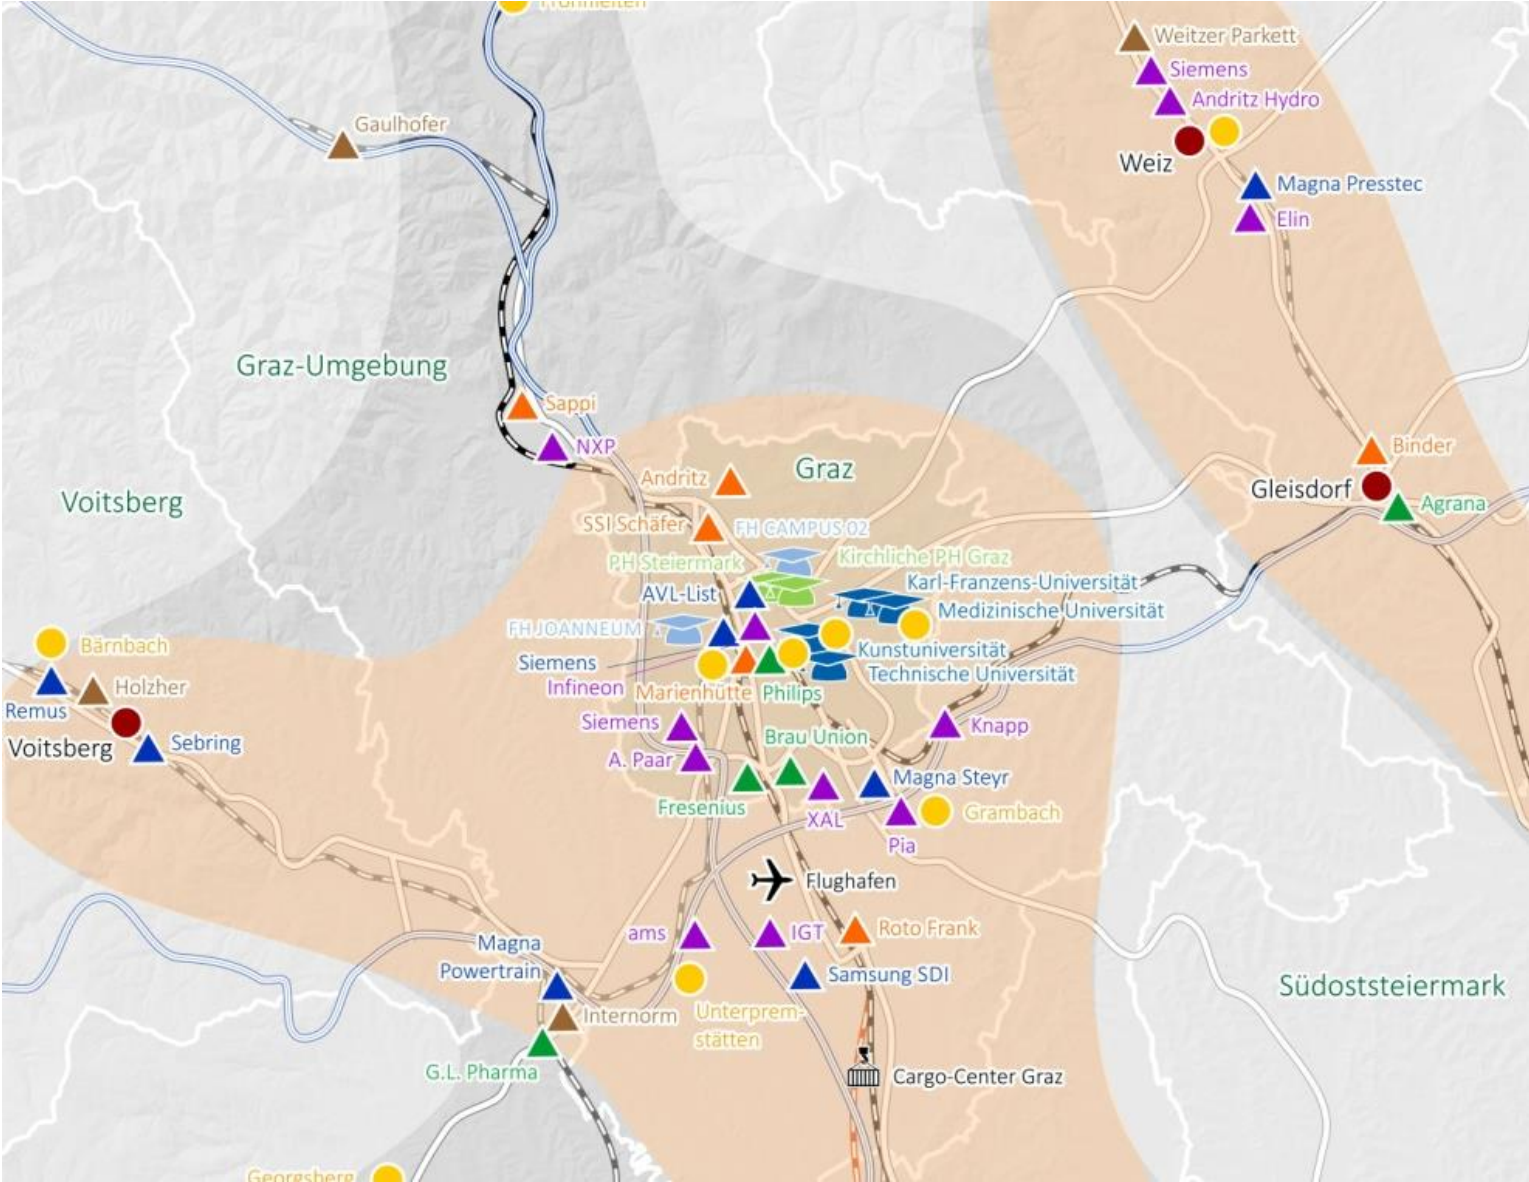 Frohnleiten
Weitzer Parkett
Siemens
Andritz Hydro
Gaulhofer
Weiz
Magna Presstec
Elin
Graz-Umgebung
Sappi
NXP
Andritz
Graz
Binder
Gleisdorf
Agrana
Voitsberg
SSI Schäfer
FH CAMPUS 02
PH Steiermark
Kirchliche PH Graz
AVL-List
Karl-Franzens-Universität
Medizinische Universität
FH JOANNEUM
Kunstuniversität
Siemens
Technische Universität
Infineon
Marienhütte
Philips
Bärnbach
Holzher
Remus
Voitsberg
Sebring
Siemens
Knapp
Brau Union
A. Paar
Magna Steyr
Fresenius
XAL
Grambach
Pia
Flughafen
ams
IGT
Roto Frank
Magna
Powertrain
Samsung SDI
Südoststeiermark
Internorm
Unterprem-
stätten
G.L. Pharma
Cargo-Center Graz
Georgsberg